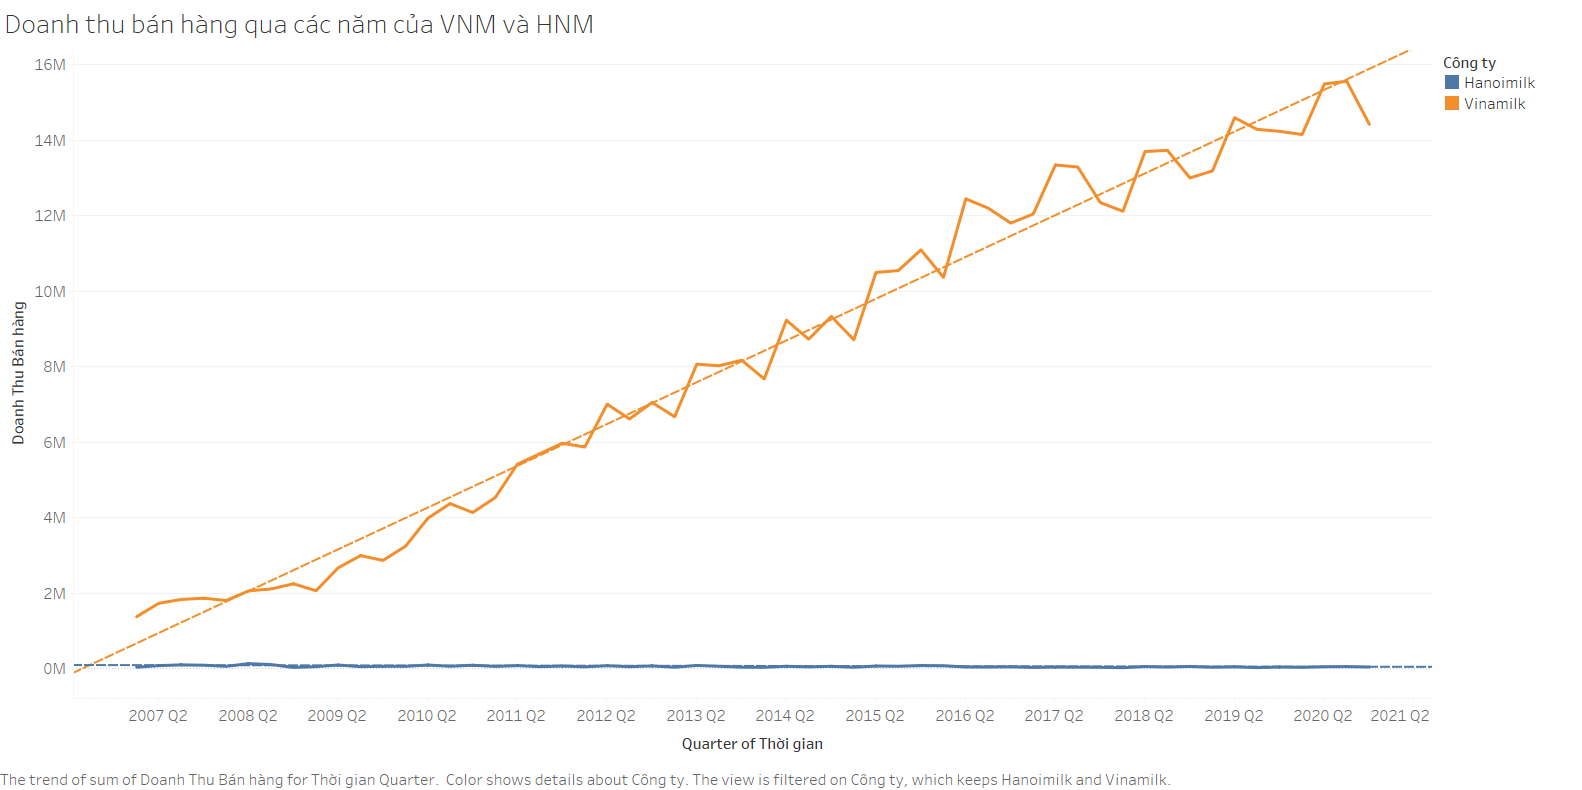 Doanh thu bán hàng qua các năm của VNM và HNM
Công ty
Hanoimilk
Vinamilk
Doanh Thu Bán hàng
16M
14M
12M
10M
8M
6M
4M
2M
0M
2007 Q2 2008 Q2 2009 Q2 2010 Q2 2011 Q2 2012 Q2 2013 Q2 2014 Q2 2015 Q2 2016 Q2 2017 Q2 2018 Q2 2019 Q2 2020 Q2 2021 Q2
Quarter of Thời gian
The trend of sum of Doanh Thu Bán hàng for Thời gian Quarter.  Color shows details about Công ty. The view is filtered on Công ty, which keeps Hanoimilk and Vinamilk.